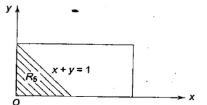 y
x + y = 1
R₅
O
x